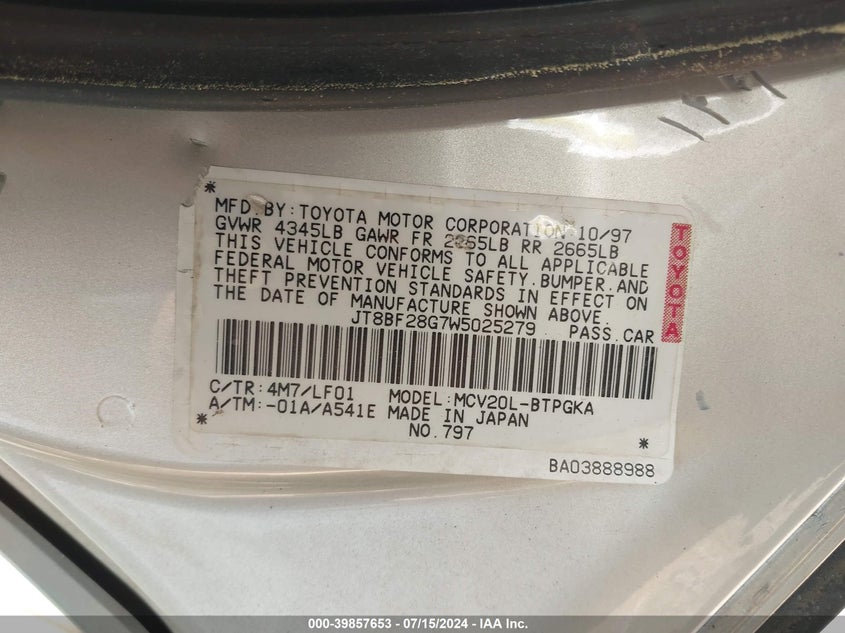 *
MFD.BY:TOYOTA MOTOR CORPORATION 10/97
GVWR 4345LB GAWR FR 2365LB RR 2665LB
THIS VEHICLE CONFORMS TO ALL APPLICABLE
FEDERAL MOTOR VEHICLE SAFETY.BUMPER.AND
THEFT PREVENTION STANDARDS IN EFFECT ON
THE DATE OF MANUFACTURE SHOWN ABOVE.
JT8BF28G7W5025279 PASS.CAR
TOYOTA
C/TR:4M7/LF01 MODEL:MCV20L-BTPGKA
A/TM:-01A/A541E MADE IN JAPAN
* NO.797 *
BA03888988
000-39857653 - 07/15/2024 - IAA Inc.